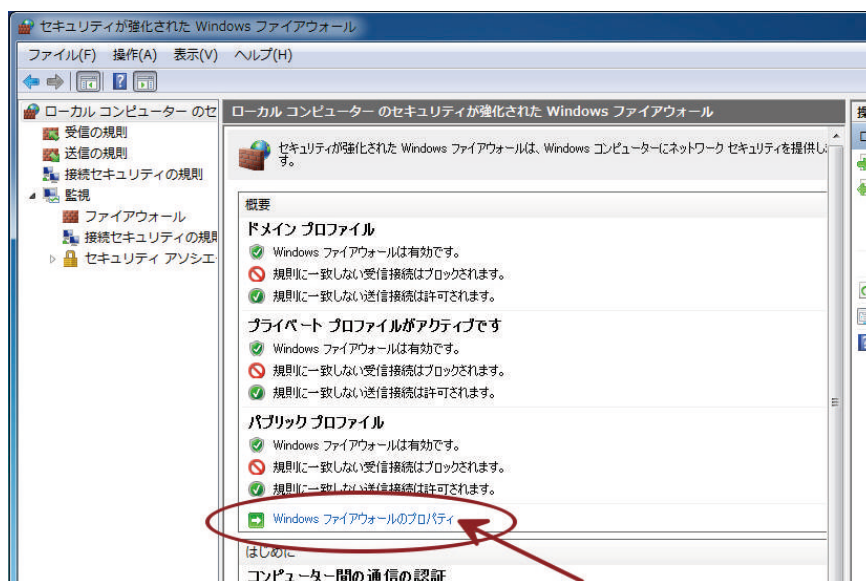 セキュリティが強化された Windows ファイアウォール
ファイル(F) 操作(A) 表示(V) ヘルプ(H)
ローカル コンピューター のセ
受信の規則
送信の規則
接続セキュリティの規則
監視
ファイアウォール
接続セキュリティの規則
セキュリティ アソシエ
ローカル コンピューター のセキュリティが強化された Windows ファイアウォール
セキュリティが強化された Windows ファイアウォールは、Windows コンピューターにネットワーク セキュリティを提供し
す。
概要
ドメイン プロファイル
Windows ファイアウォールは有効です。
規則に一致しない受信接続はブロックされます。
規則に一致しない送信接続は許可されます。
プライベート プロファイルがアクティブです
Windows ファイアウォールは有効です。
規則に一致しない受信接続はブロックされます。
規則に一致しない送信接続は許可されます。
パブリック プロファイル
Windows ファイアウォールは有効です。
規則に一致しない受信接続はブロックされます。
規則に一致しない送信接続は許可されます。
Windows ファイアウォールのプロパティ
はじめに
コンピューター間の通信の認証